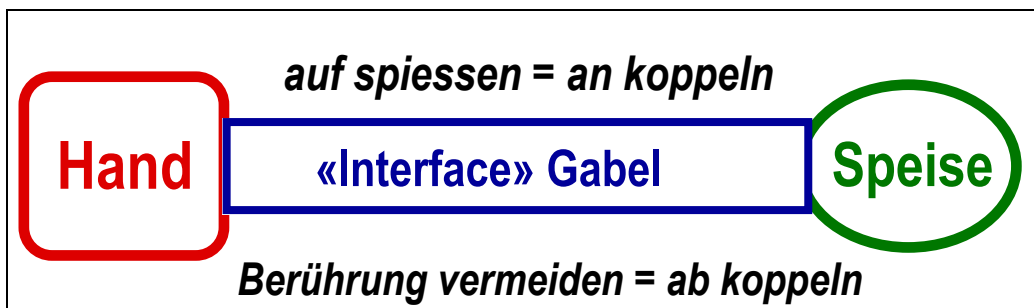 auf spiessen = an koppeln
Hand «Interface» Gabel Speise
Berührung vermeiden = ab koppeln